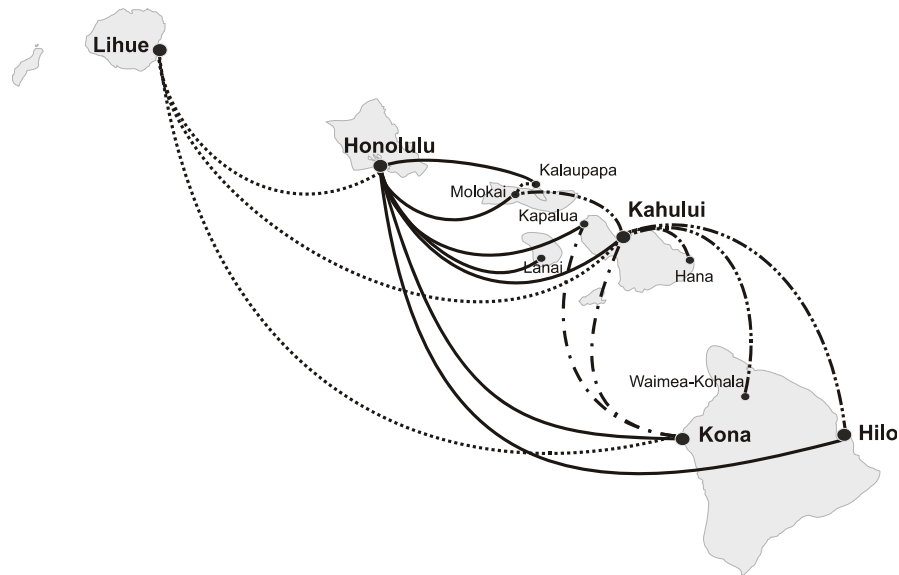 Lihue
Honolulu
Kalaupapa
Molokai
Kapalua
Kahului
Lanai
Hana
Waimea-Kohala
Kona
Hilo